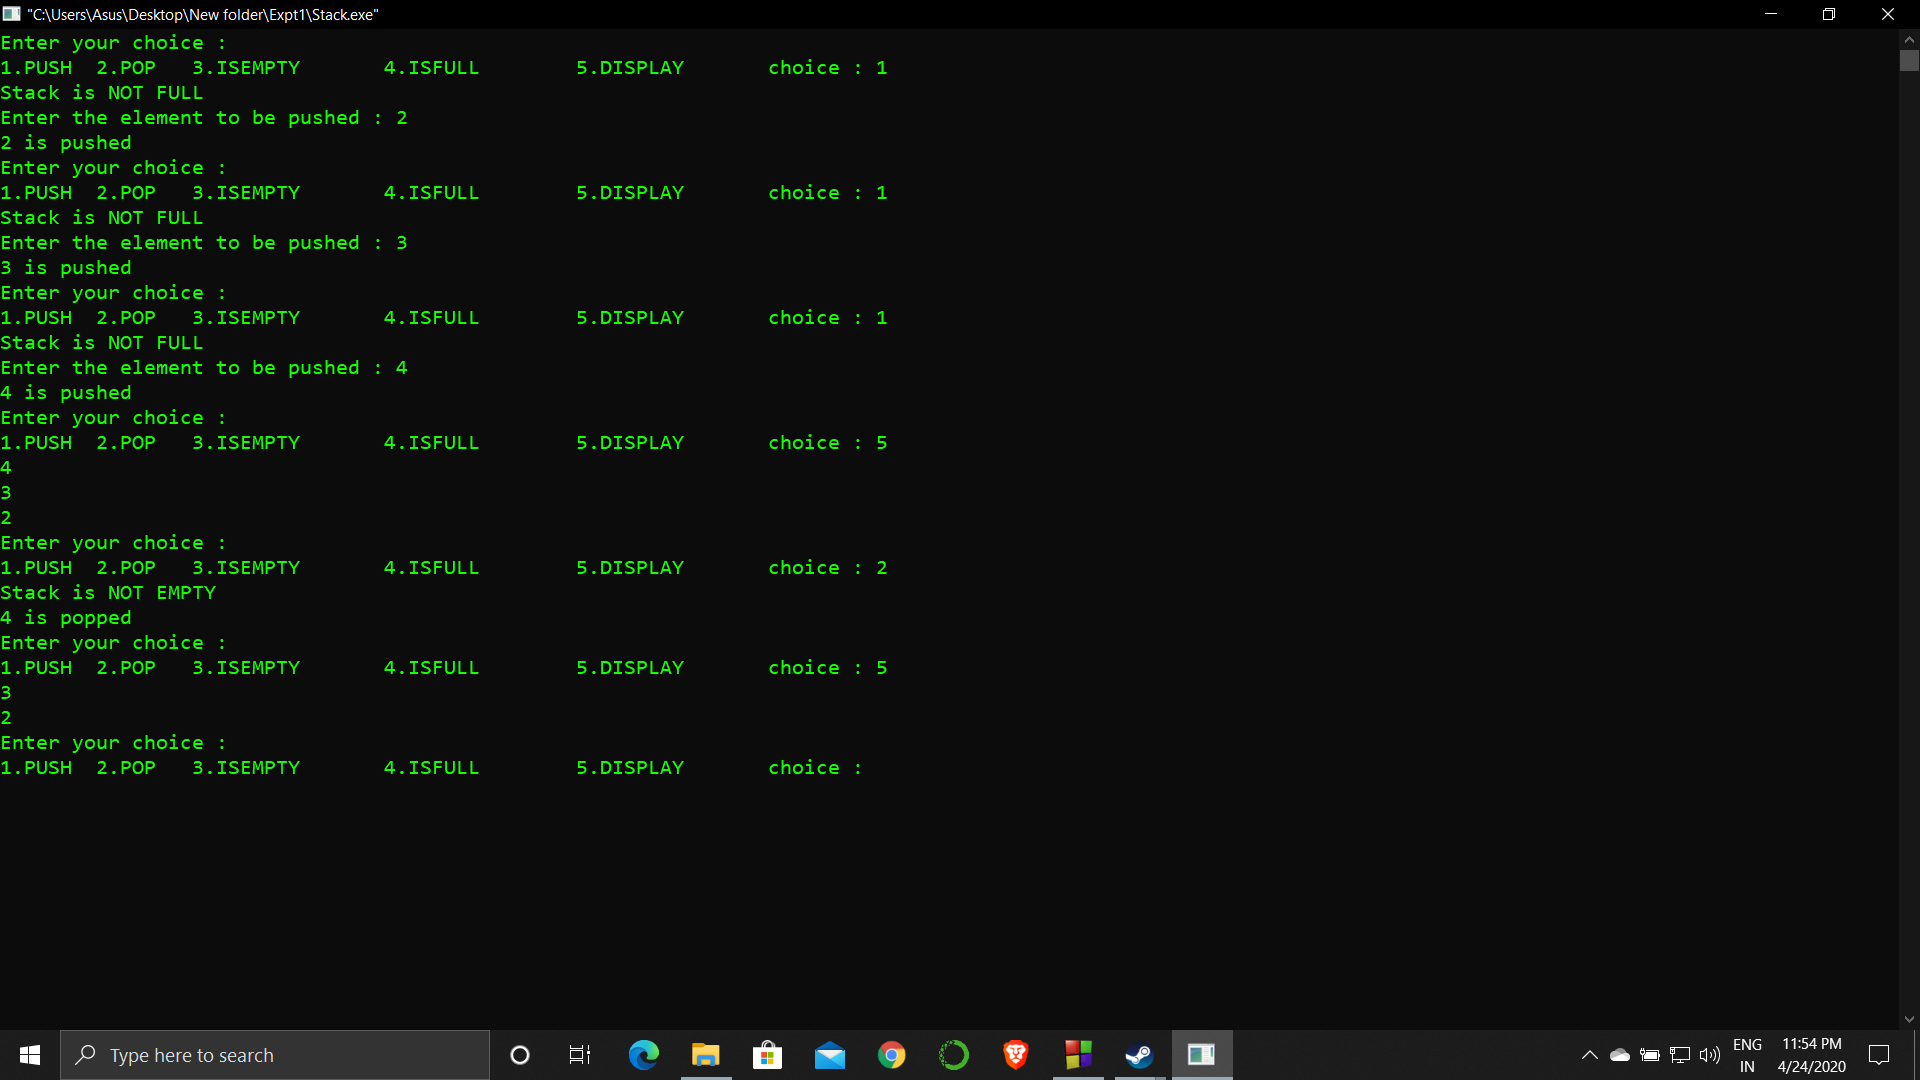 "C:\Users\Asus\Desktop\New folder\Expt1\Stack.exe"
Enter your choice :
1.PUSH  2.POP   3.ISEMPTY       4.ISFULL        5.DISPLAY       choice : 1
Stack is NOT FULL
Enter the element to be pushed : 2
2 is pushed
Enter your choice :
1.PUSH  2.POP   3.ISEMPTY       4.ISFULL        5.DISPLAY       choice : 1
Stack is NOT FULL
Enter the element to be pushed : 3
3 is pushed
Enter your choice :
1.PUSH  2.POP   3.ISEMPTY       4.ISFULL        5.DISPLAY       choice : 1
Stack is NOT FULL
Enter the element to be pushed : 4
4 is pushed
Enter your choice :
1.PUSH  2.POP   3.ISEMPTY       4.ISFULL        5.DISPLAY       choice : 5
4
3
2
Enter your choice :
1.PUSH  2.POP   3.ISEMPTY       4.ISFULL        5.DISPLAY       choice : 2
Stack is NOT EMPTY
4 is popped
Enter your choice :
1.PUSH  2.POP   3.ISEMPTY       4.ISFULL        5.DISPLAY       choice : 5
3
2
Enter your choice :
1.PUSH  2.POP   3.ISEMPTY       4.ISFULL        5.DISPLAY       choice :
Type here to search
ENG
IN
11:54 PM
4/24/2020